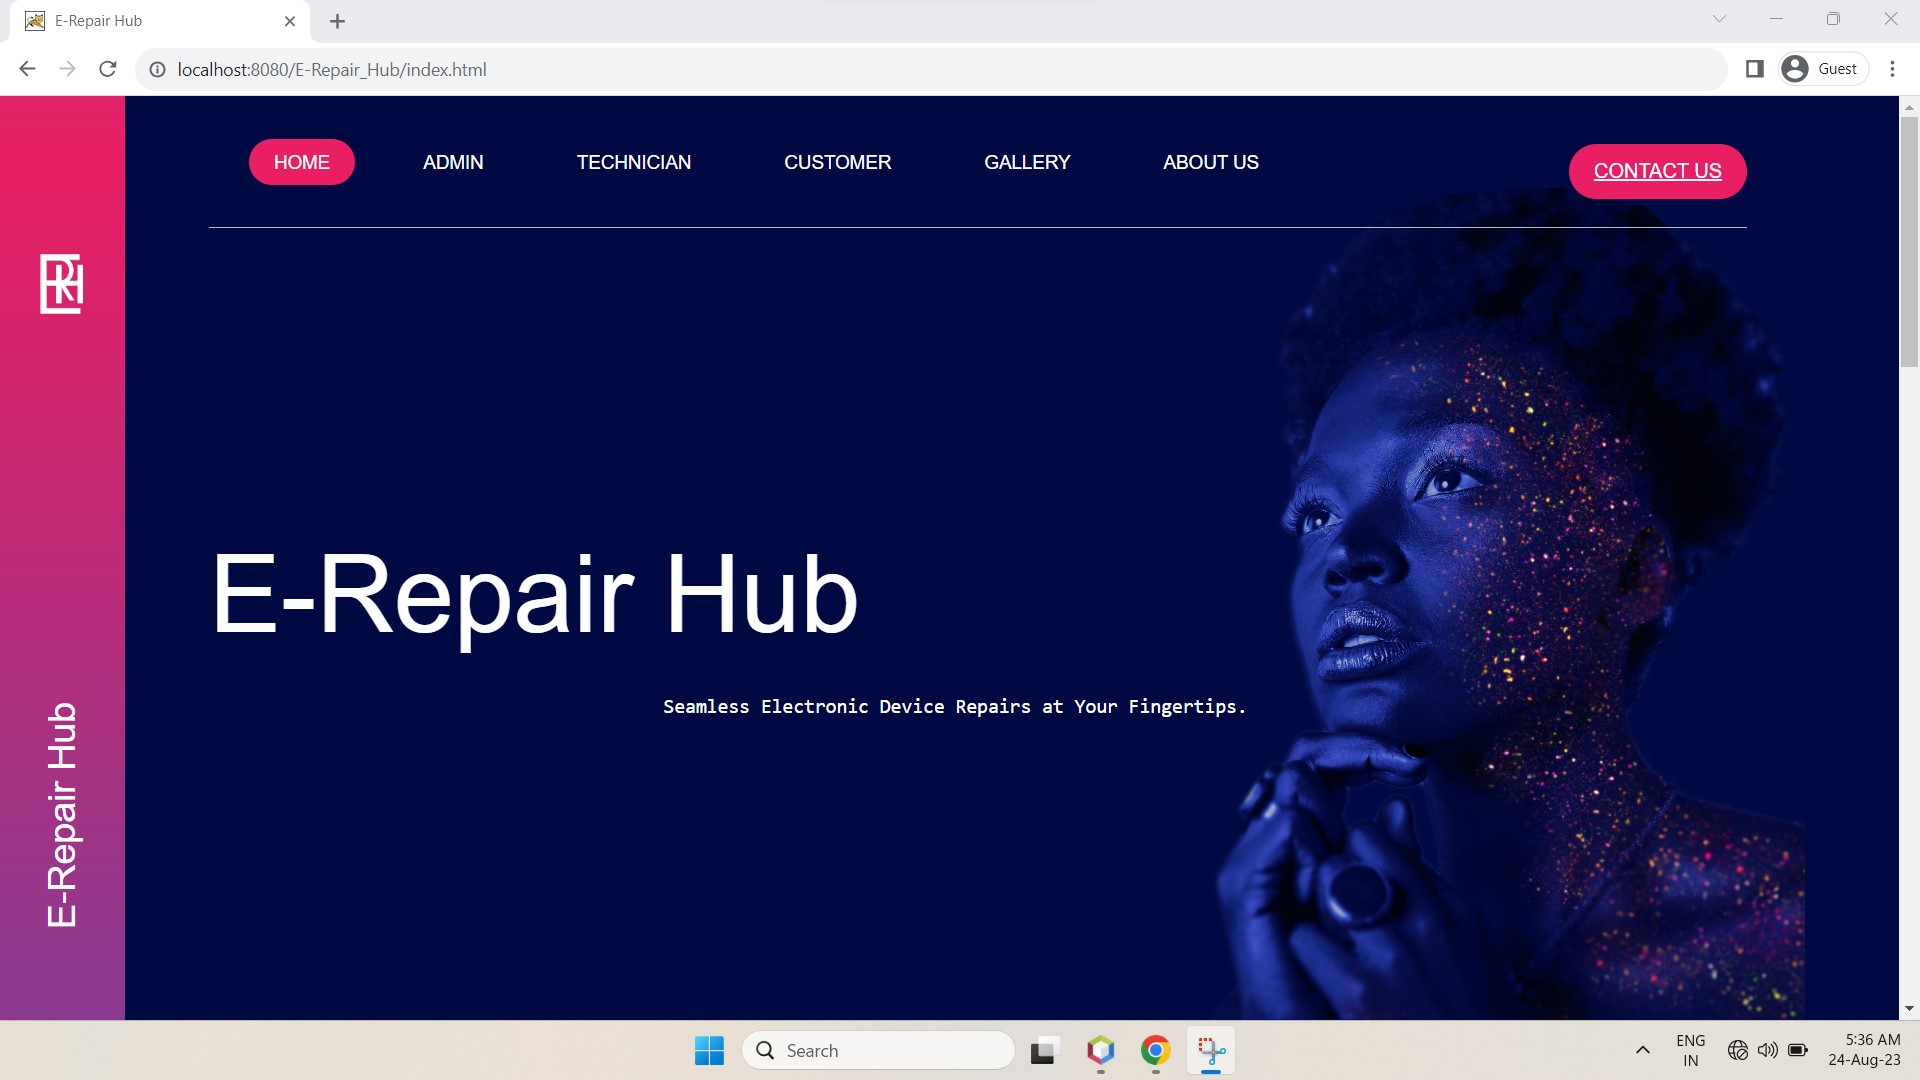 E-Repair Hub
localhost:8080/E-Repair_Hub/index.html
Guest
HOME
ADMIN
TECHNICIAN
CUSTOMER
GALLERY
ABOUT US
CONTACT US
E-Repair Hub
Seamless Electronic Device Repairs at Your Fingertips.
E-Repair Hub
Search
ENG
IN
5:36 AM
24-Aug-23